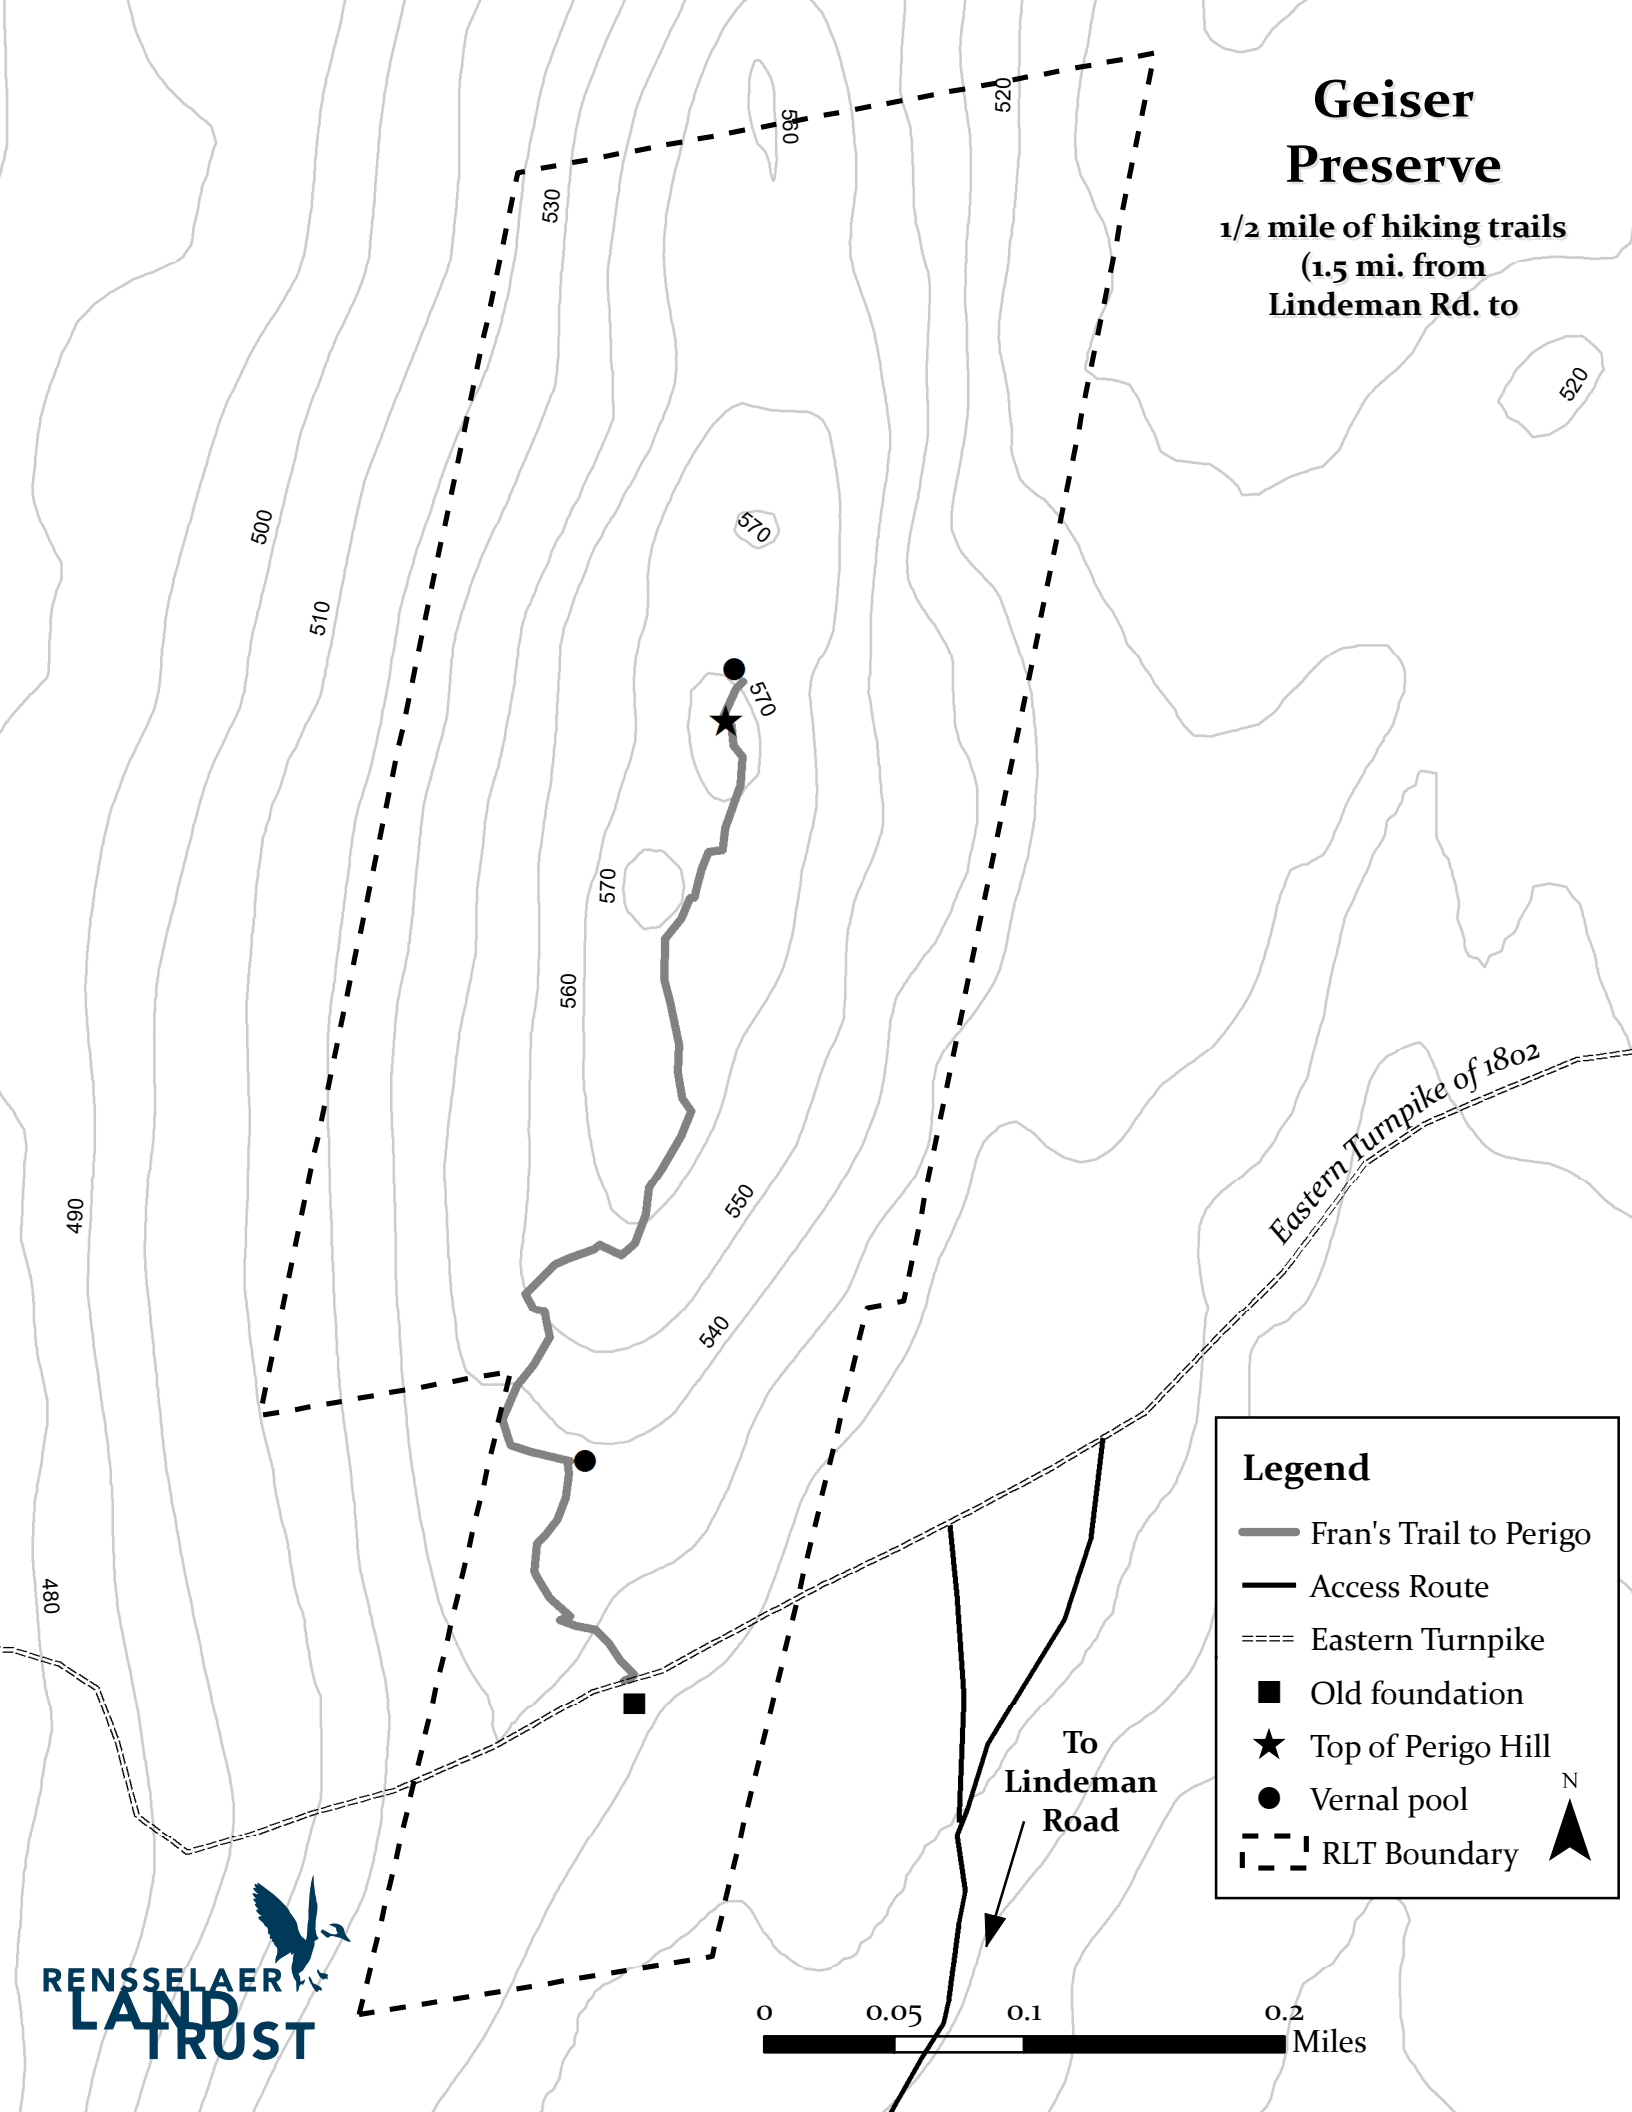 Geiser
Preserve
1/2 mile of hiking trails
(1.5 mi. from
Lindeman Rd. to
520
560
530
520
500
570
510
570
570
560
550
490
540
480
Eastern Turnpike of 1802
Legend
Fran's Trail to Perigo
Access Route
Eastern Turnpike
Old foundation
Top of Perigo Hill
Vernal pool
RLT Boundary
N
To
Lindeman
Road
RENSSELAER
LAND
TRUST
0 0.05 0.1 0.2
Miles